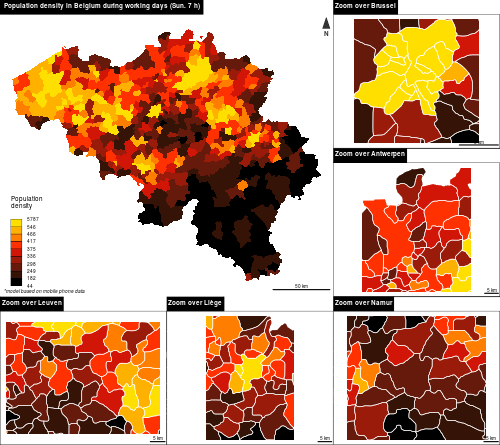 Population density in Belgium during working days (Sun. 7 h)
N
Population
density
5787
546
466
417
375
336
298
249
182
44
*model based on mobile phone data
50 km
Zoom over Brussel
Zoom over Antwerpen
5 km
Zoom over Leuven
5 km
Zoom over Liège
5 km
Zoom over Namur
5 km